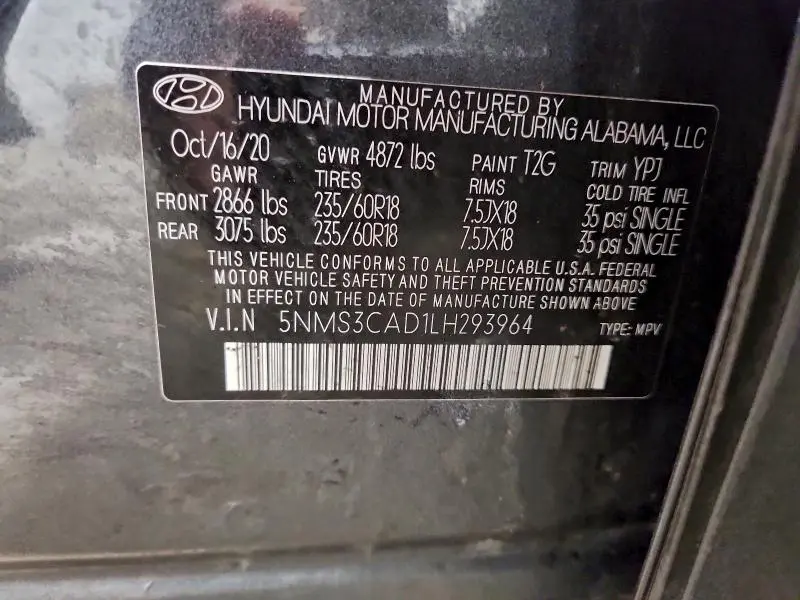 MANUFACTURED BY
HYUNDAI MOTOR MANUFACTURING ALABAMA, LLC
Oct/16/20 GVWR 4872 lbs PAINT T2G TRIM YPJ
GAWR TIRES RIMS COLD TIRE INFL
FRONT 2866 lbs 235/60R18 7.5JX18 35 psi SINGLE
REAR 3075 lbs 235/60R18 7.5JX18 35 psi SINGLE
THIS VEHICLE CONFORMS TO ALL APPLICABLE U.S.A. FEDERAL
MOTOR VEHICLE SAFETY AND THEFT PREVENTION STANDARDS
IN EFFECT ON THE DATE OF MANUFACTURE SHOWN ABOVE
V.I.N 5NMS3CAD1LH293964 TYPE: MPV